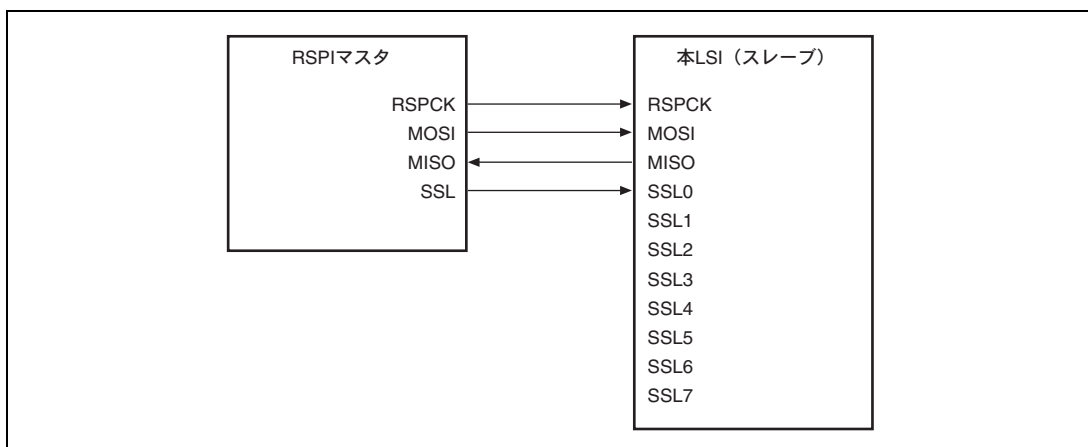 RSPIマスタ
RSPCK
MOSI
MISO
SSL
本LSI（スレーブ）
RSPCK
MOSI
MISO
SSL0
SSL1
SSL2
SSL3
SSL4
SSL5
SSL6
SSL7